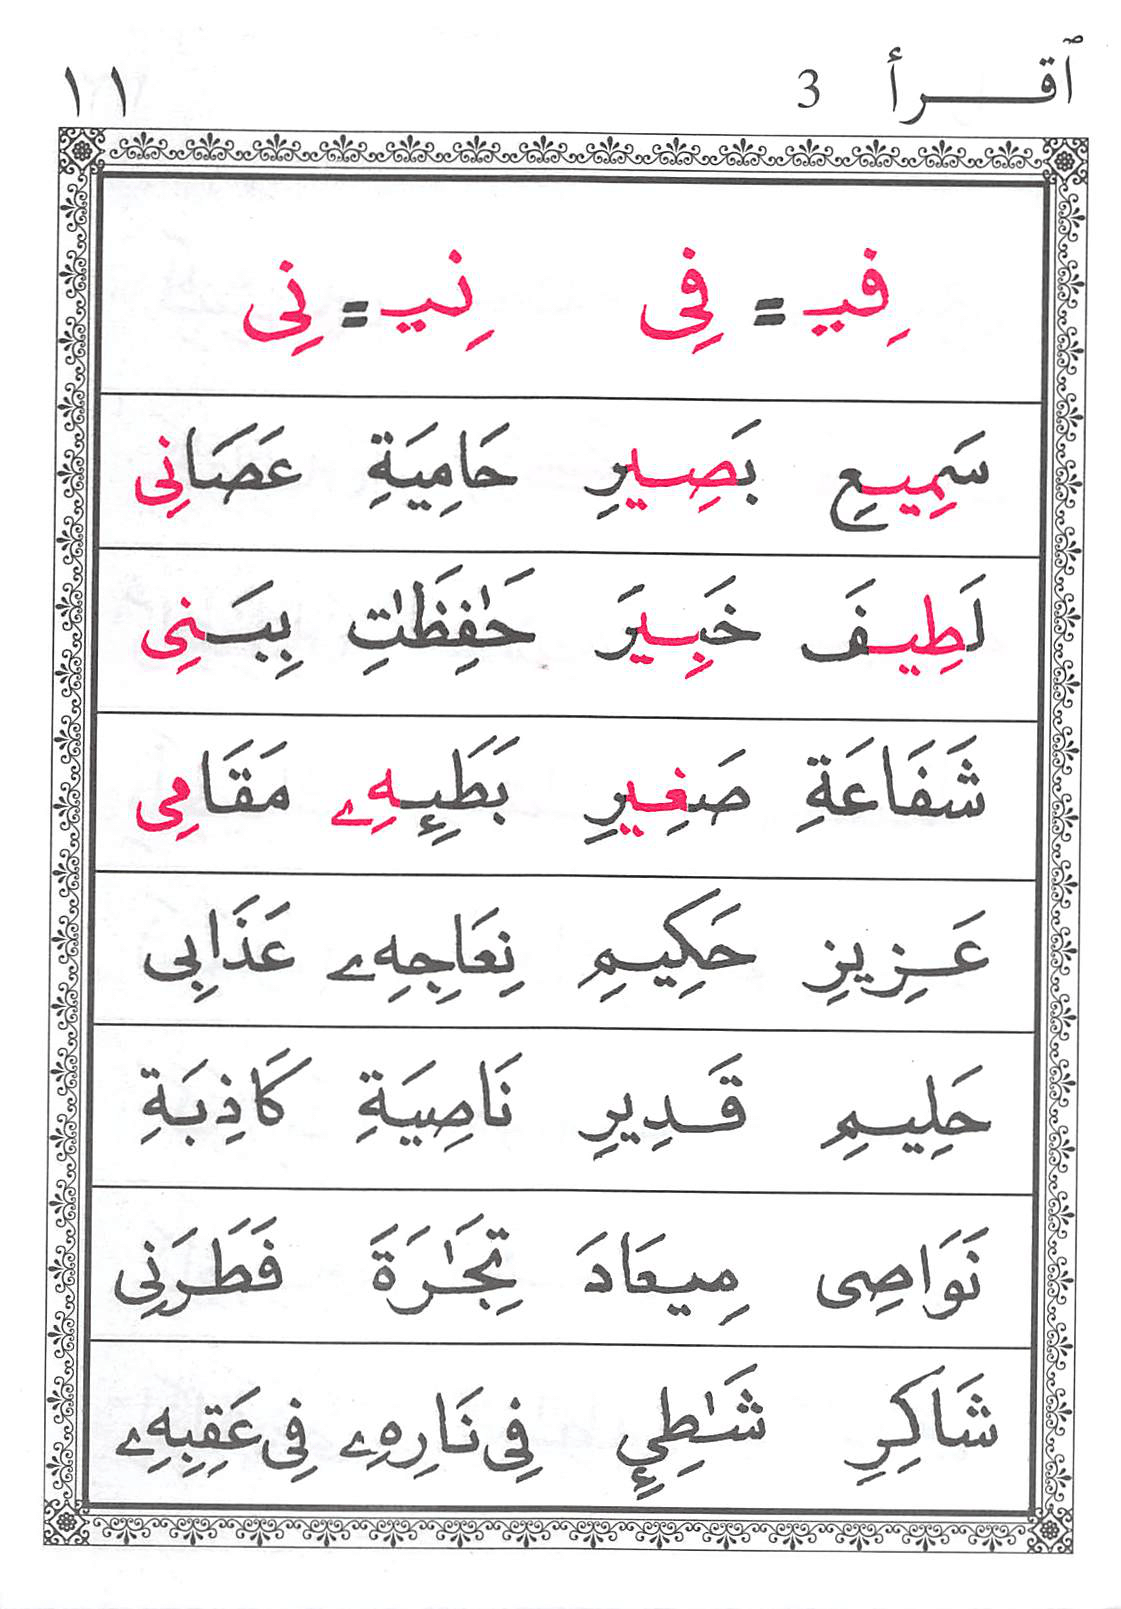 ٱقرأ 3 ١١
فِيـ = فِى نِيـ = نِى
سَمِيعِ بَصِيرِ حَامِيَةِ عَصَانِى
لَطِيفَ خَبِيرَ حَٰفِظَٰتِ بِبَنِى
شَفَاعَةِ صَغِيرِ بَطَئِهِۦ مَقَامِى
عَزِيزِ حَكِيمِ نِعَاجِهِۦ عَذَابِى
حَلِيمِ قَدِيرِ نَاصِيَةِ كَاذِبَةِ
نَوَاصِى مِيعَادَ تِجَٰرَةَ فَطَرَنِى
شَاكِرِ شَٰطِئِ فِى نَارِهِۦ فِى عَقِبِهِۦ